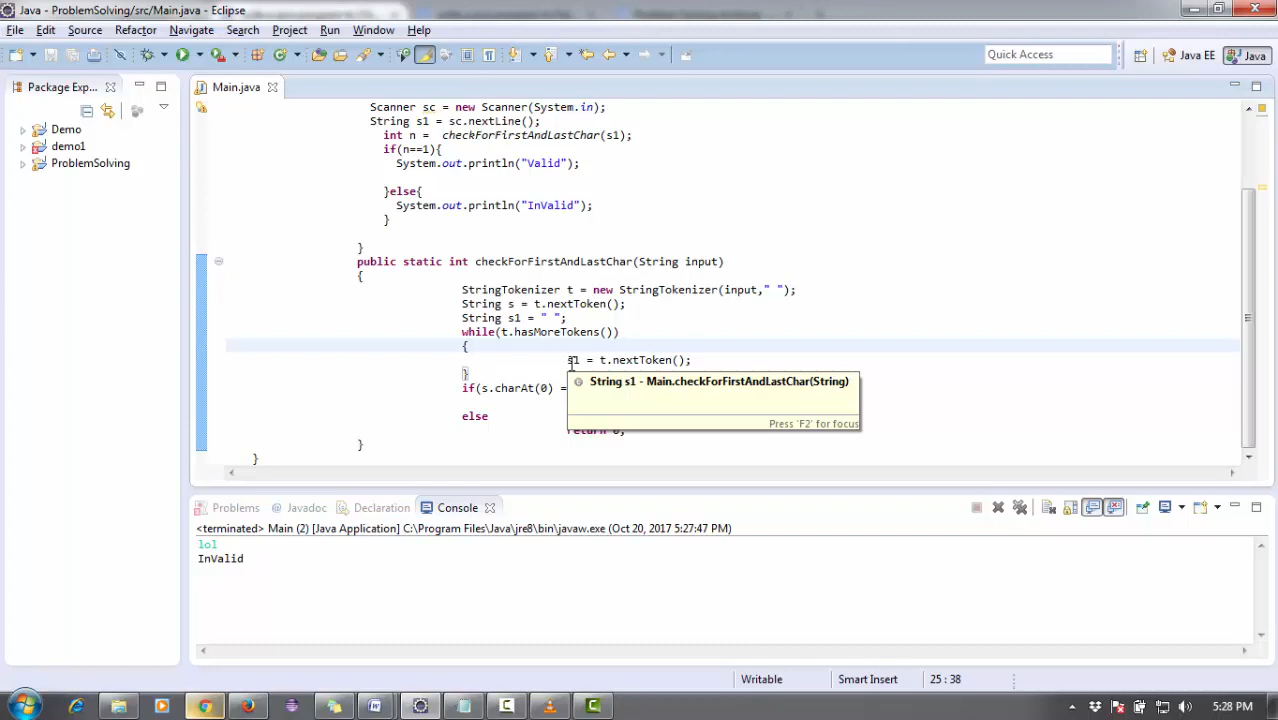 Java - ProblemSolving/src/Main.java - Eclipse
File Edit Source Refactor Navigate Search Project Run Window Help
Quick Access
Java EE
Java
Package Exp...
Main.java
Demo
demo1
ProblemSolving
Scanner sc = new Scanner(System.in);
String s1 = sc.nextLine();
int n = checkForFirstAndLastChar(s1);
if(n==1){
System.out.println("Valid");
}else{
System.out.println("InValid");
}
}
public static int checkForFirstAndLastChar(String input)
{
StringTokenizer t = new StringTokenizer(input," ");
String s = t.nextToken();
String s1 = " ";
while(t.hasMoreTokens())
{
s1 = t.nextToken();
}
if(s.charAt(0) =
String s1 - Main.checkForFirstAndLastChar(String)
else
Press 'F2' for focus
}
}
Problems Javadoc Declaration Console
<terminated> Main (2) [Java Application] C:\Program Files\Java\jre8\bin\javaw.exe (Oct 20, 2017 5:27:47 PM)
lol
InValid
Writable
Smart Insert
25 : 38
5:28 PM